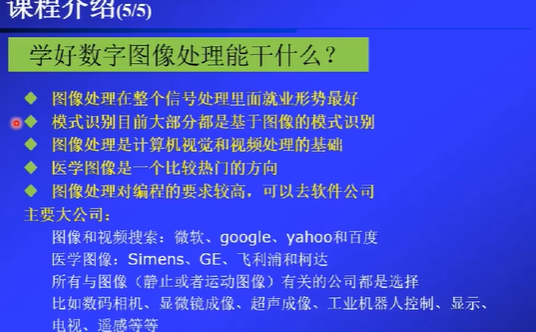 课程介绍(5/5)
学好数字图像处理能干什么？
◆ 图像处理在整个信号处理里面就业形势最好
◆ 模式识别目前大部分都是基于图像的模式识别
◆ 图像处理是计算机视觉和视频处理的基础
◆ 医学图像是一个比较热门的方向
◆ 图像处理对编程的要求较高，可以去软件公司
主要大公司：
图像和视频搜索：微软、google、yahoo和百度
医学图像：Simens、GE、飞利浦和柯达
所有与图像（静止或者运动图像）有关的公司都是选择
比如数码相机、显微镜成像、超声成像、工业机器人控制、显示、
电视、遥感等等